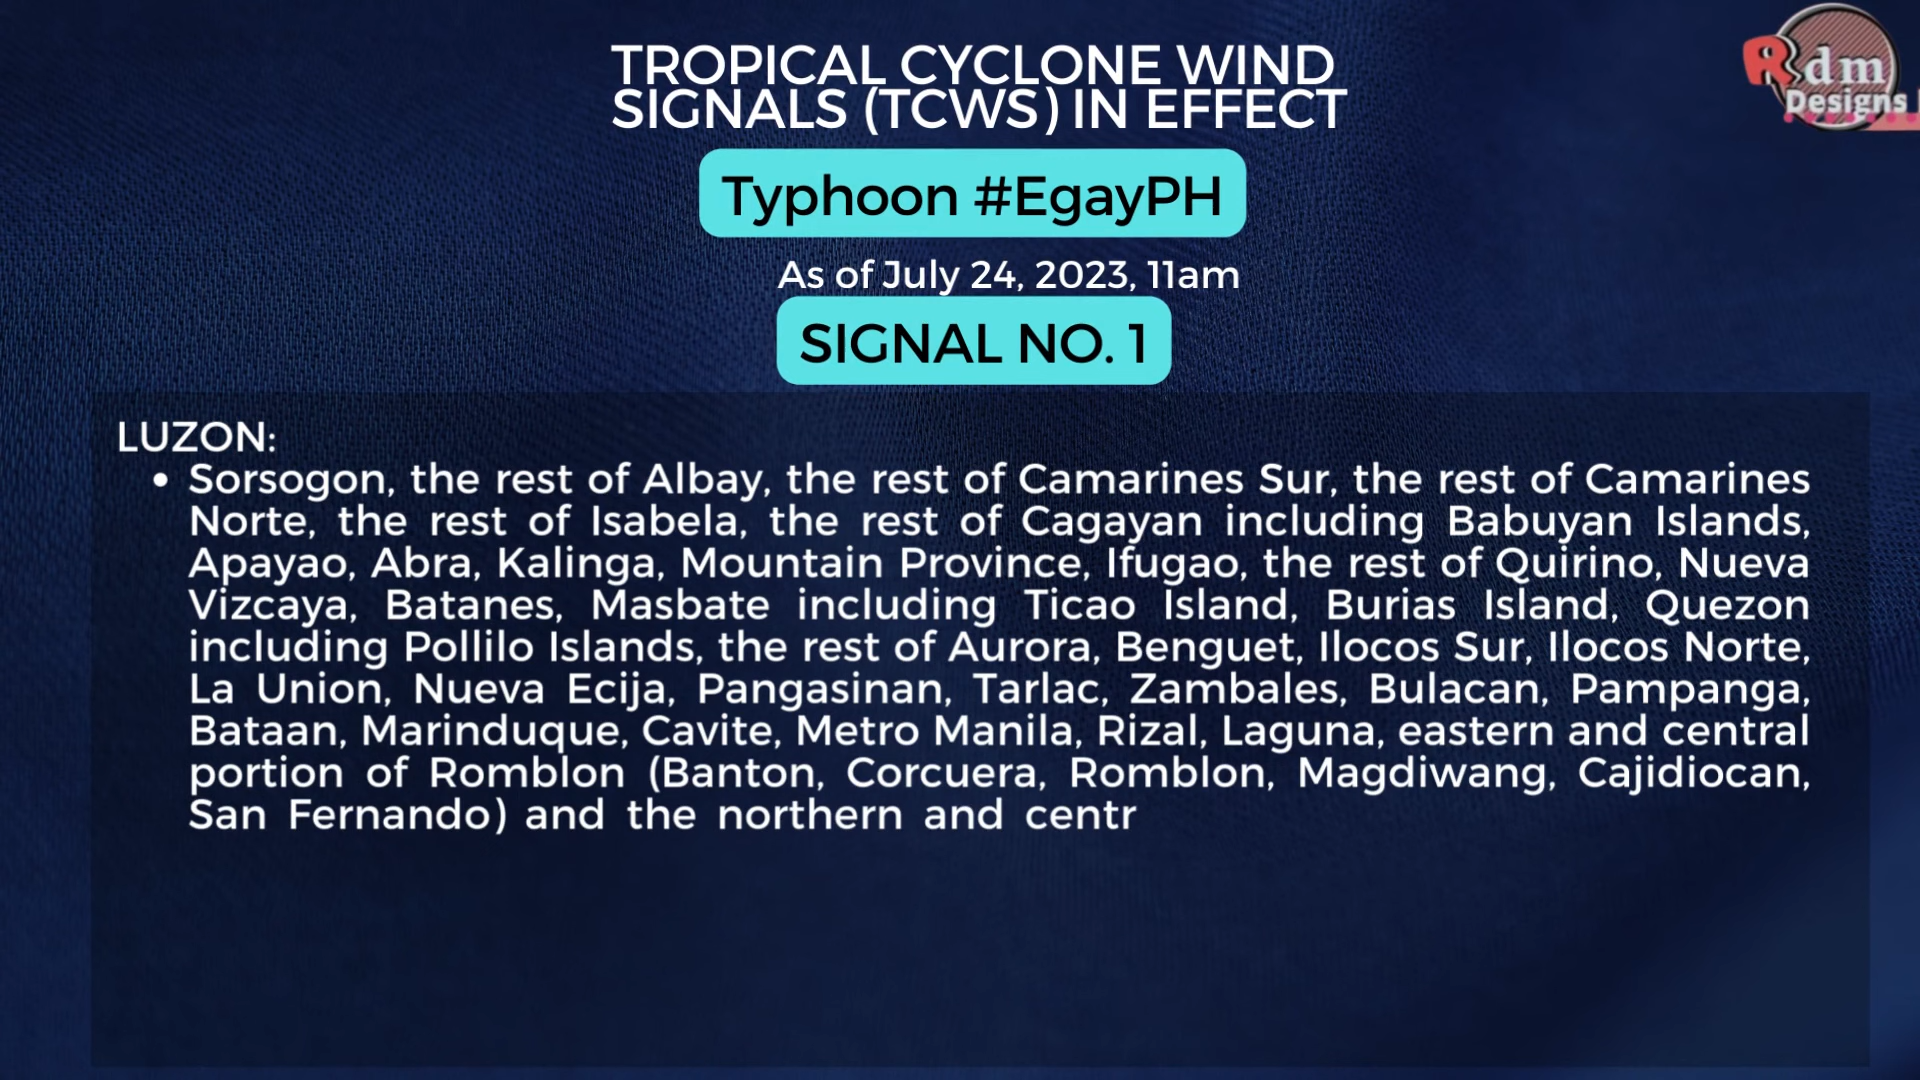 TROPICAL CYCLONE WIND
SIGNALS (TCWS) IN EFFECT
Typhoon #EgayPH
As of July 24, 2023, 11am
SIGNAL NO. 1
LUZON:
• Sorsogon, the rest of Albay, the rest of Camarines Sur, the rest of Camarines
Norte, the rest of Isabela, the rest of Cagayan including Babuyan Islands,
Apayao, Abra, Kalinga, Mountain Province, Ifugao, the rest of Quirino, Nueva
Vizcaya, Batanes, Masbate including Ticao Island, Burias Island, Quezon
including Pollilo Islands, the rest of Aurora, Benguet, Ilocos Sur, Ilocos Norte,
La Union, Nueva Ecija, Pangasinan, Tarlac, Zambales, Bulacan, Pampanga,
Bataan, Marinduque, Cavite, Metro Manila, Rizal, Laguna, eastern and central
portion of Romblon (Banton, Corcuera, Romblon, Magdiwang, Cajidiocan,
San Fernando) and the northern and centr
Rdm
Designs